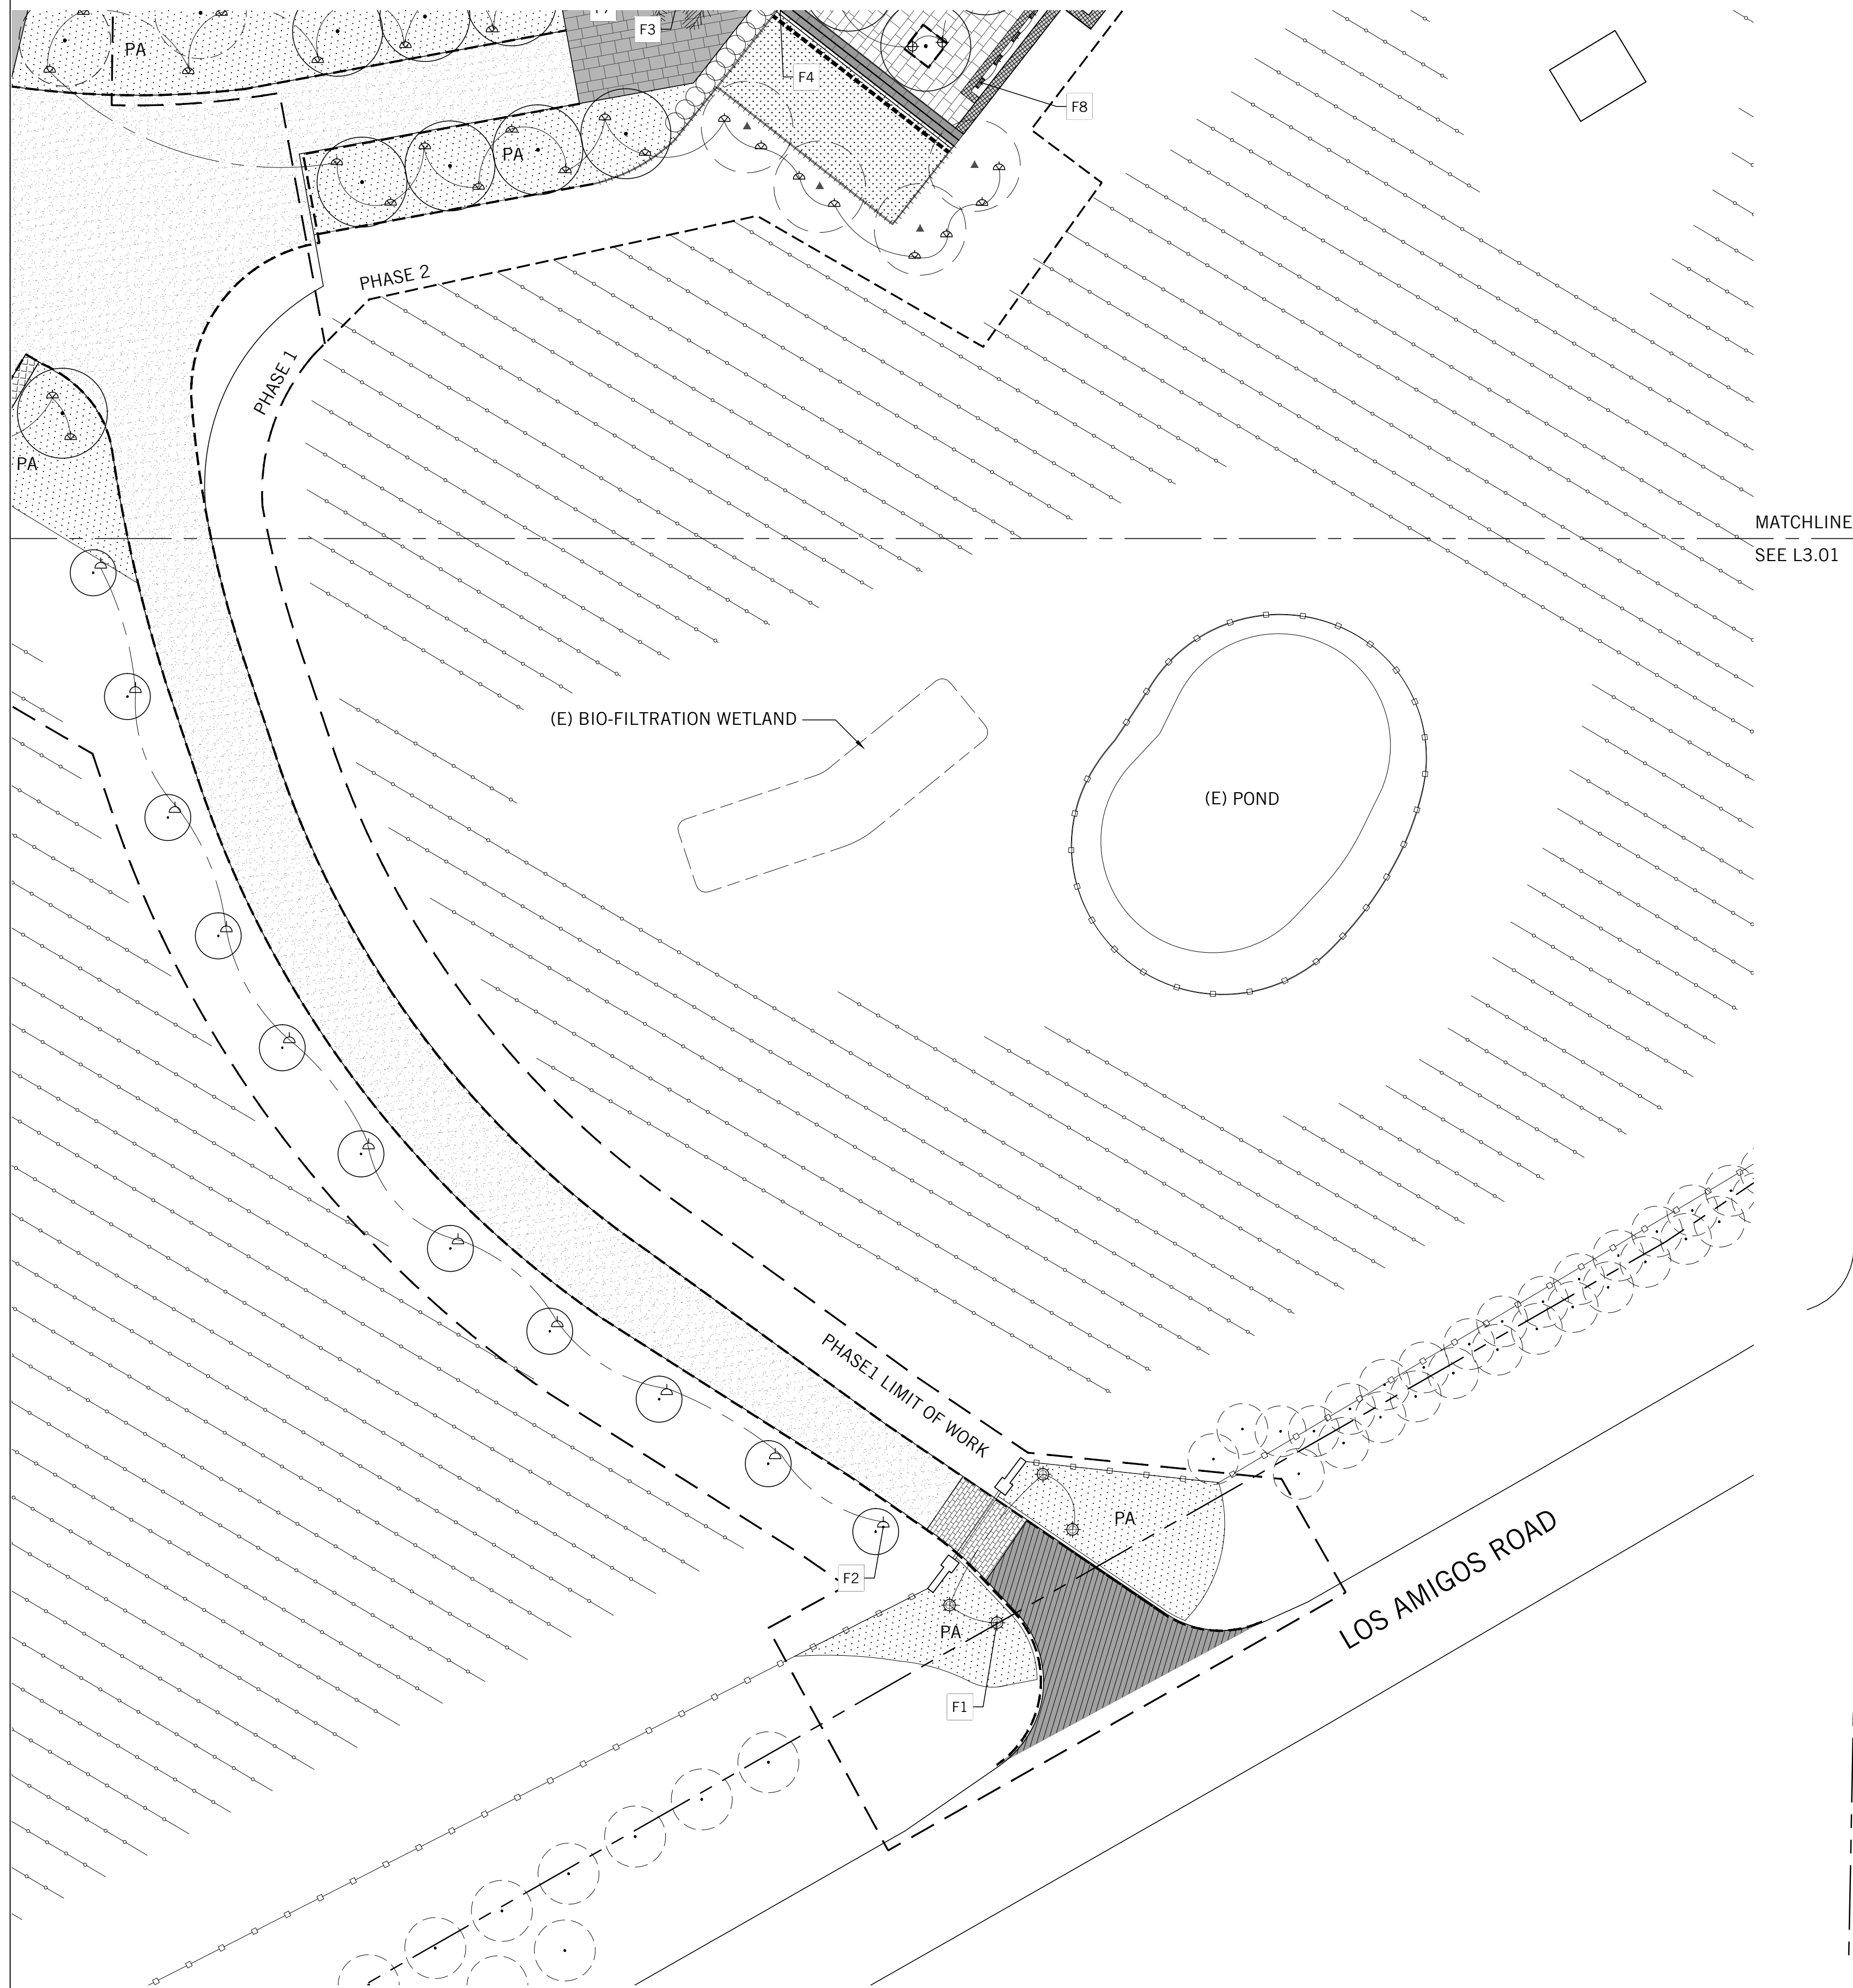 F3
PA
F4
F8
PA
PHASE 2
PHASE 1
PA
MATCHLINE
SEE L3.01
(E) BIO-FILTRATION WETLAND
(E) POND
PHASE1 LIMIT OF WORK
PA
LOS AMIGOS ROAD
F2
PA
F1